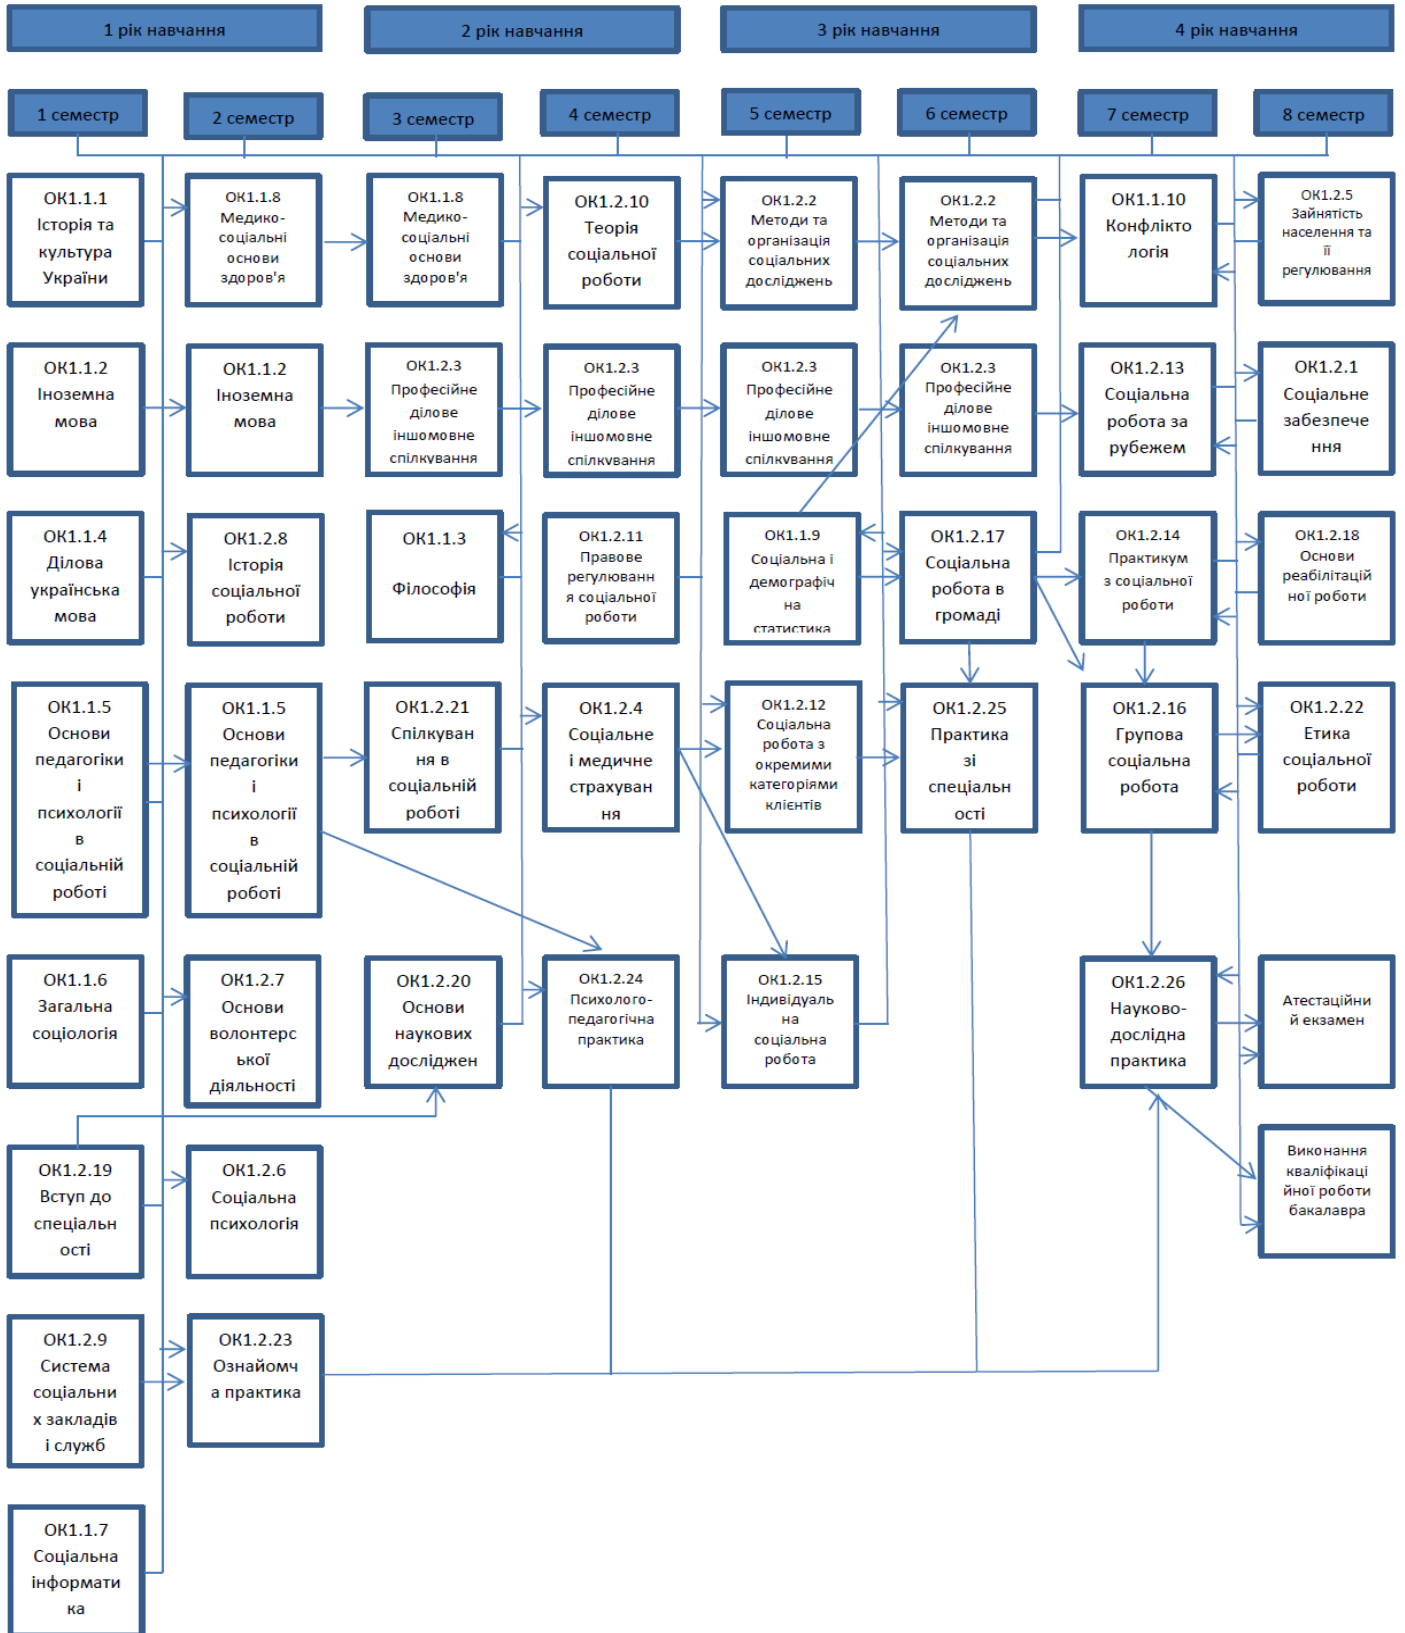 1 рік навчання
2 рік навчання
3 рік навчання
4 рік навчання
1 семестр
2 семестр
3 семестр
4 семестр
5 семестр
6 семестр
7 семестр
8 семестр
ОК1.1.1
Історія та
культура
України
ОК1.1.8
Медико-
соціальні
основи
здоров'я
ОК1.1.8
Медико-
соціальні
основи
здоров'я
ОК1.2.10
Теорія
соціальної
роботи
ОК1.2.2
Методи та
організація
соціальних
досліджень
ОК1.2.2
Методи та
організація
соціальних
досліджень
ОК1.1.10
Конфлікто
логія
ОК1.2.5
Зайнятість
населення та
її
регулювання
ОК1.1.2
Іноземна
мова
ОК1.1.2
Іноземна
мова
ОК1.2.3
Професійне
ділове
іншомовне
спілкування
ОК1.2.3
Професійне
ділове
іншомовне
спілкування
ОК1.2.3
Професійне
ділове
іншомовне
спілкування
ОК1.2.3
Професійне
ділове
іншомовне
спілкування
ОК1.2.13
Соціальна
робота за
рубежем
ОК1.2.1
Соціальне
забезпече
ння
ОК1.1.4
Ділова
українська
мова
ОК1.2.8
Історія
соціальної
роботи
ОК1.1.3
Філософія
ОК1.2.11
Правове
регулюванн
я соціальної
роботи
ОК1.1.9
Соціальна і
демографіч
на
статистика
ОК1.2.17
Соціальна
робота в
громаді
ОК1.2.14
Практикум
з соціальної
роботи
ОК1.2.18
Основи
реабілітацій
ної роботи
ОК1.1.5
Основи
педагогіки
і
психології
в
соціальній
роботі
ОК1.1.5
Основи
педагогіки
і
психології
в
соціальній
роботі
ОК1.2.21
Спілкуван
ня в
соціальній
роботі
ОК1.2.4
Соціальне
і медичне
страхуван
ня
ОК1.2.12
Соціальна
робота з
окремими
категоріями
клієнтів
ОК1.2.25
Практика
зі
спеціальн
ості
ОК1.2.16
Групова
соціальна
робота
ОК1.2.22
Етика
соціальної
роботи
ОК1.1.6
Загальна
соціологія
ОК1.2.7
Основи
волонтерс
ької
діяльності
ОК1.2.20
Основи
наукових
досліджен
ОК1.2.24
Психолого-
педагогічна
практика
ОК1.2.15
Індивідуаль
на
соціальна
робота
ОК1.2.26
Науково-
дослідна
практика
Атестаційни
й екзамен
ОК1.2.19
Вступ до
спеціальн
ості
ОК1.2.6
Соціальна
психологія
Виконання
кваліфікаці
йної роботи
бакалавра
ОК1.2.9
Система
соціальни
х закладів
і служб
ОК1.2.23
Ознайомч
а практика
ОК1.1.7
Соціальна
інформати
ка